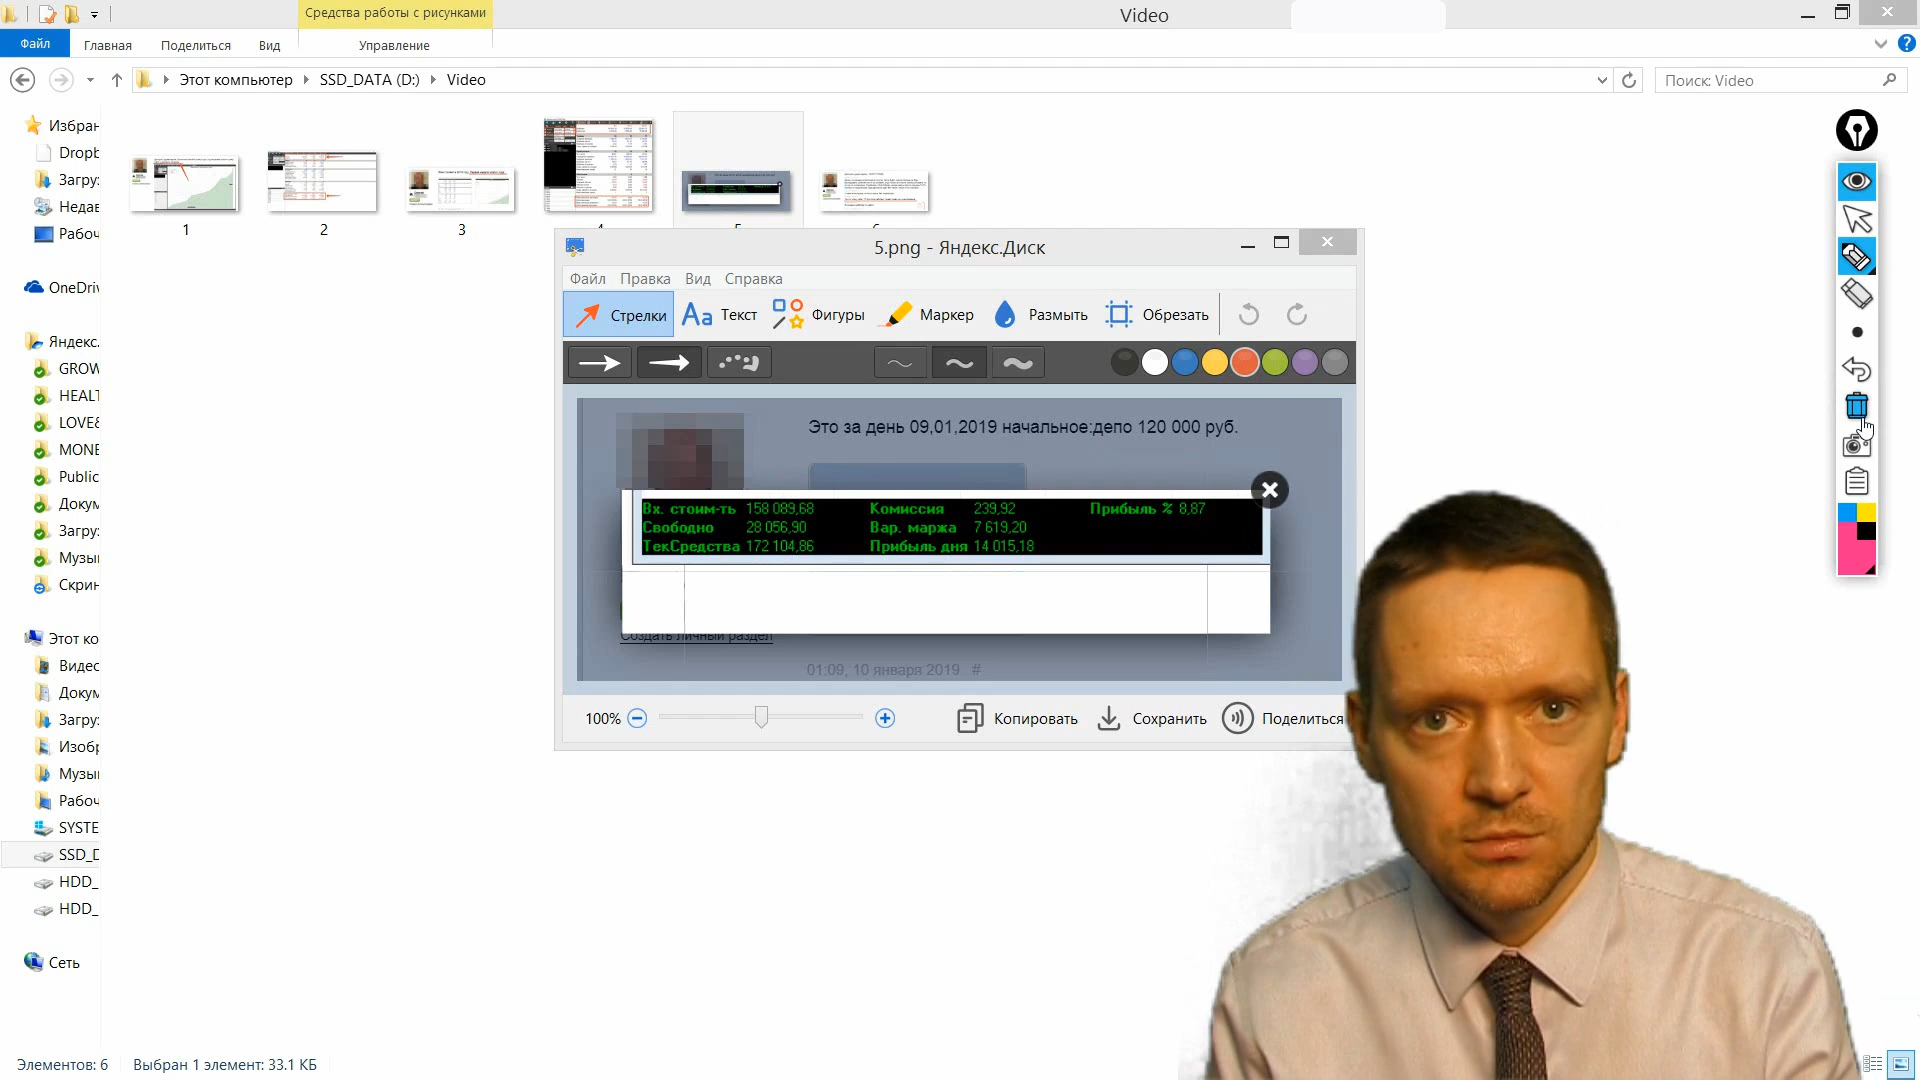 Средства работы с рисунками
Video
Файл
Главная
Поделиться
Вид
Управление
Этот компьютер
SSD_DATA (D:)
Video
Поиск: Video
Избран
Dropb
Загру
Недав
Рабоч
OneDriv
Яндекс.
GROW
HEALT
LOVE&
MONE
Public
Докум
Загру
Музы
Скрин
Этот ко
Видес
Докум
Загру
Изобр
Музы
Рабоч
SYSTE
SSD_D
HDD_
HDD_
Сеть
1
2
3
5.png - Яндекс.Диск
Файл
Правка
Вид
Справка
Стрелки
Текст
Фигуры
Маркер
Размыть
Обрезать
Это за день 09,01,2019 начальное:депо 120 000 руб.
Вх. стоим-ть 158 089,68 Комиссия 239,92 Прибыль % 8,87
Свободно 28 056,90 Вар. маржа 7 619,20
ТекСредства 172 104,86 Прибыль дня 14 015,18
Создать личный раздел
01:09, 10 января 2019 #
100%
Копировать
Сохранить
Поделиться
Элементов: 6
Выбран 1 элемент: 33.1 КБ